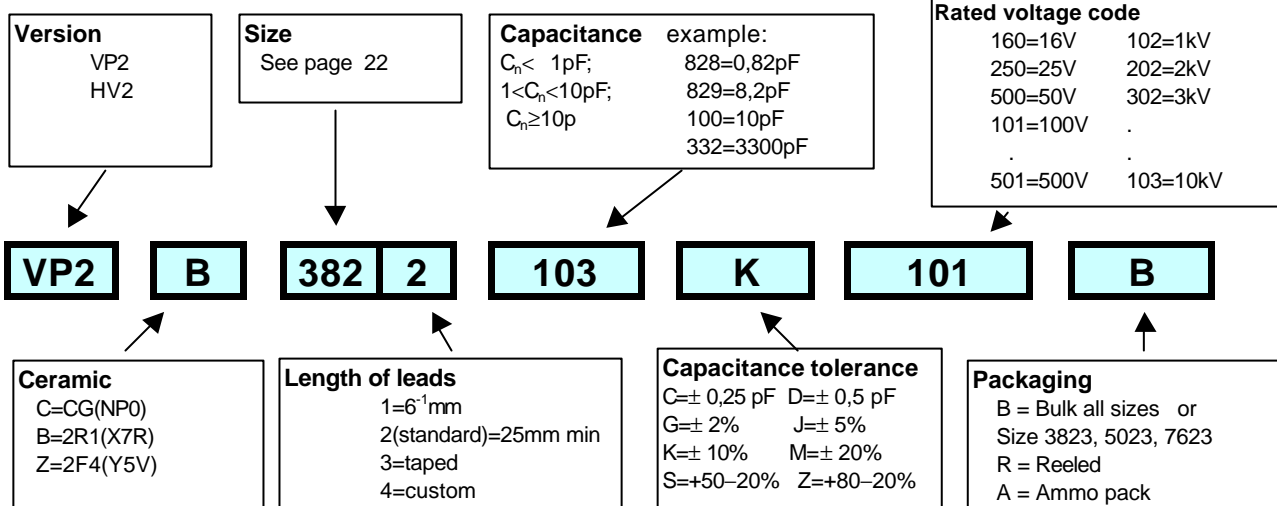 Version
VP2
HV2
Size
See page 22
Capacitance example:
Cₙ< 1pF; 828=0,82pF
1<Cₙ<10pF; 829=8,2pF
Cₙ≥10p 100=10pF
332=3300pF
Rated voltage code
160=16V 102=1kV
250=25V 202=2kV
500=50V 302=3kV
101=100V .
. .
501=500V 103=10kV
VP2 B 382 2 103 K 101 B
Ceramic
C=CG(NP0)
B=2R1(X7R)
Z=2F4(Y5V)
Length of leads
1=6⁻¹mm
2(standard)=25mm min
3=taped
4=custom
Capacitance tolerance
C=± 0,25 pF D=± 0,5 pF
G=± 2% J=± 5%
K=± 10% M=± 20%
S=+50–20% Z=+80–20%
Packaging
B = Bulk all sizes or
Size 3823, 5023, 7623
R = Reeled
A = Ammo pack